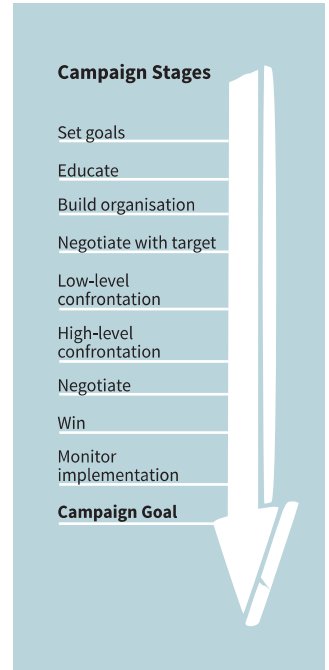 Campaign Stages
Set goals
Educate
Build organisation
Negotiate with target
Low-level
confrontation
High-level
confrontation
Negotiate
Win
Monitor
implementation
Campaign Goal